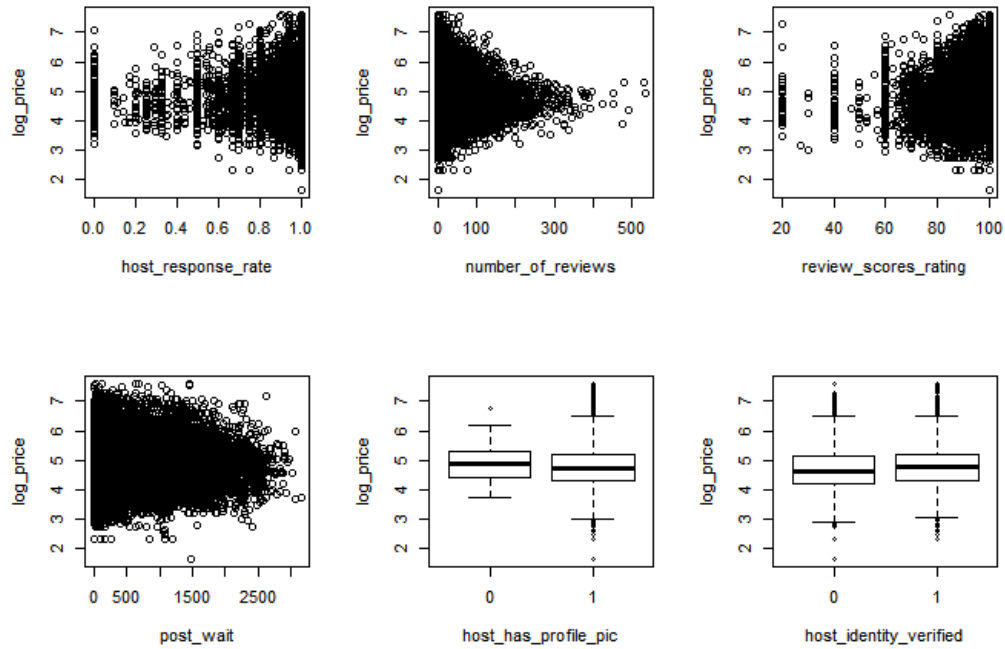 log_price
7
6
5
4
3
2
0.0 0.2 0.4 0.6 0.8 1.0
host_response_rate
log_price
7
6
5
4
3
2
0 100 300 500
number_of_reviews
log_price
7
6
5
4
3
2
20 40 60 80 100
review_scores_rating
log_price
7
6
5
4
3
2
0 500 1500 2500
post_wait
log_price
7
6
5
4
3
2
0 1
host_has_profile_pic
log_price
7
6
5
4
3
2
0 1
host_identity_verified